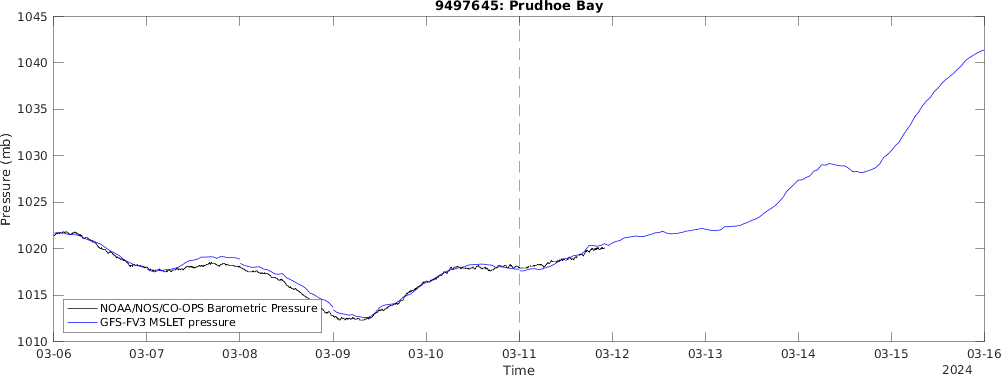 9497645: Prudhoe Bay
Pressure (mb)
1045
1040
1035
1030
1025
1020
1015
1010
NOAA/NOS/CO-OPS Barometric Pressure
GFS-FV3 MSLET pressure
03-06 03-07 03-08 03-09 03-10 03-11 03-12 03-13 03-14 03-15 03-16
Time
2024